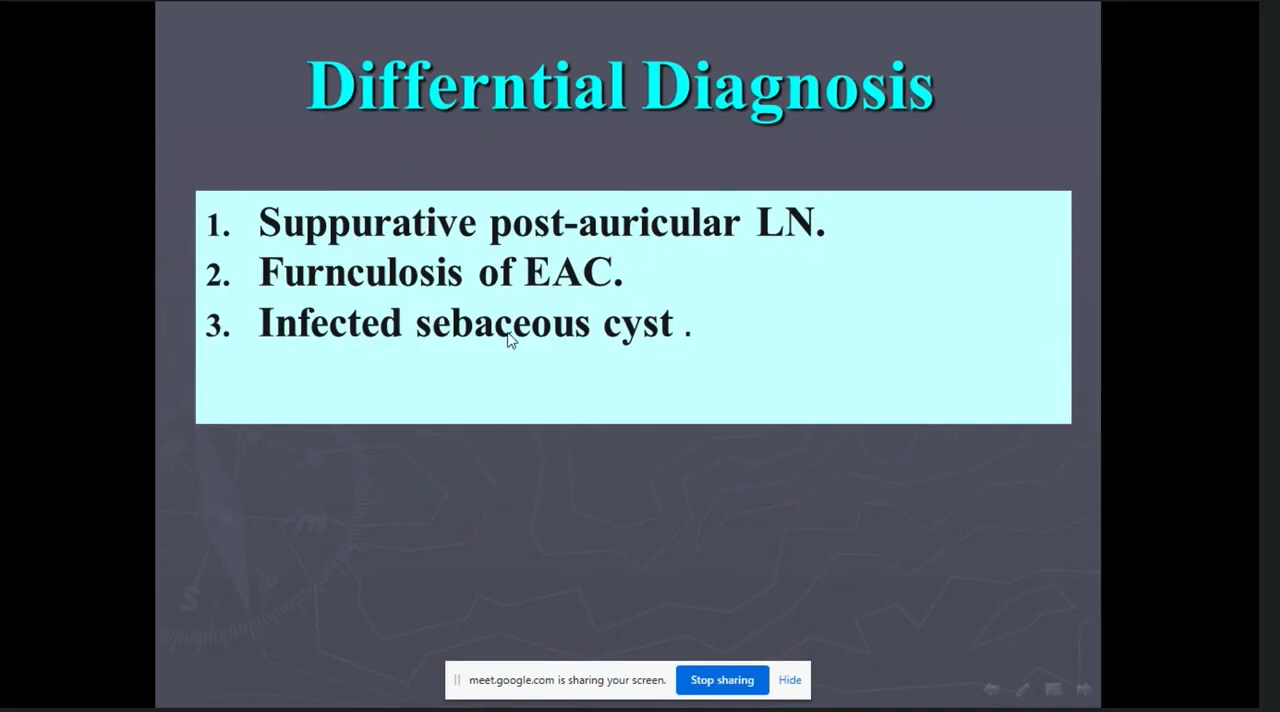 Differntial Diagnosis
1. Suppurative post-auricular LN.
2. Furnculosis of EAC.
3. Infected sebaceous cyst .
meet.google.com is sharing your screen. Stop sharing Hide